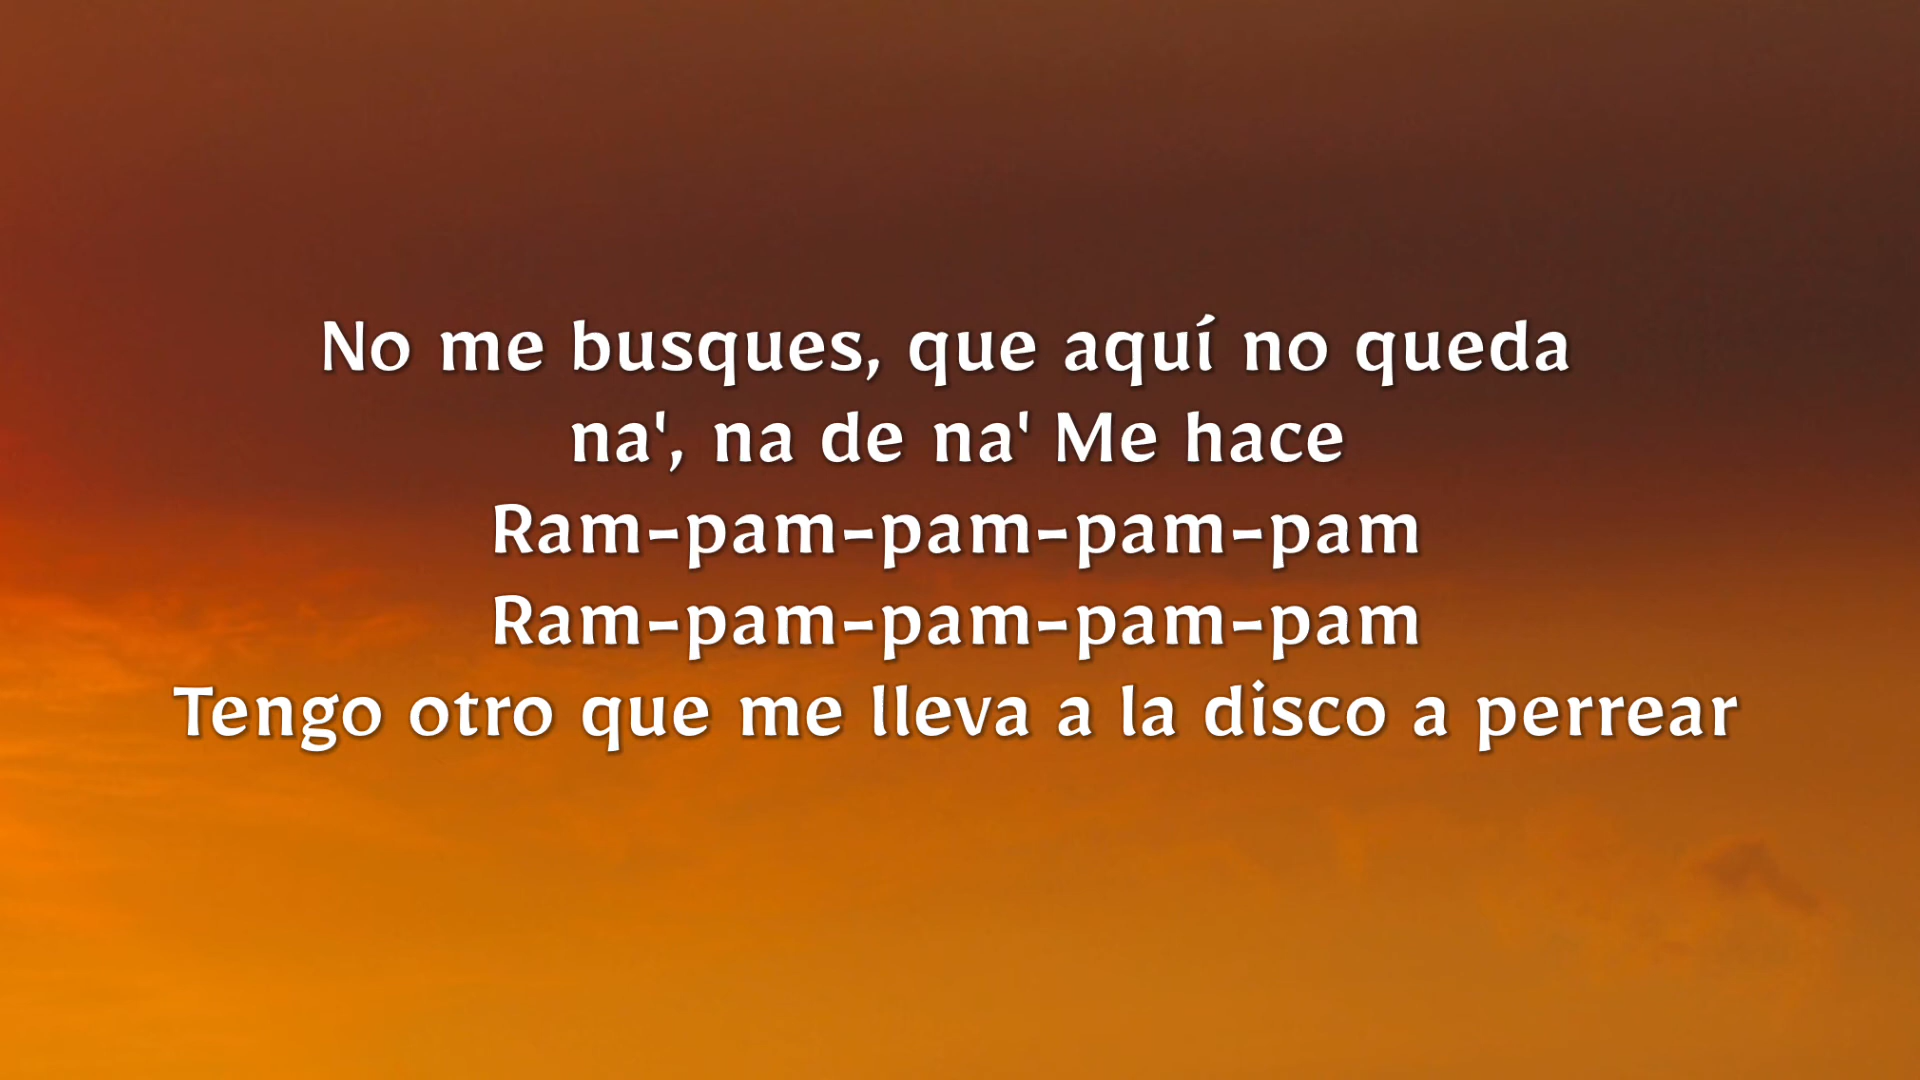 No me busques, que aquí no queda
na', na de na' Me hace
Ram-pam-pam-pam-pam
Ram-pam-pam-pam-pam
Tengo otro que me lleva a la disco a perrear